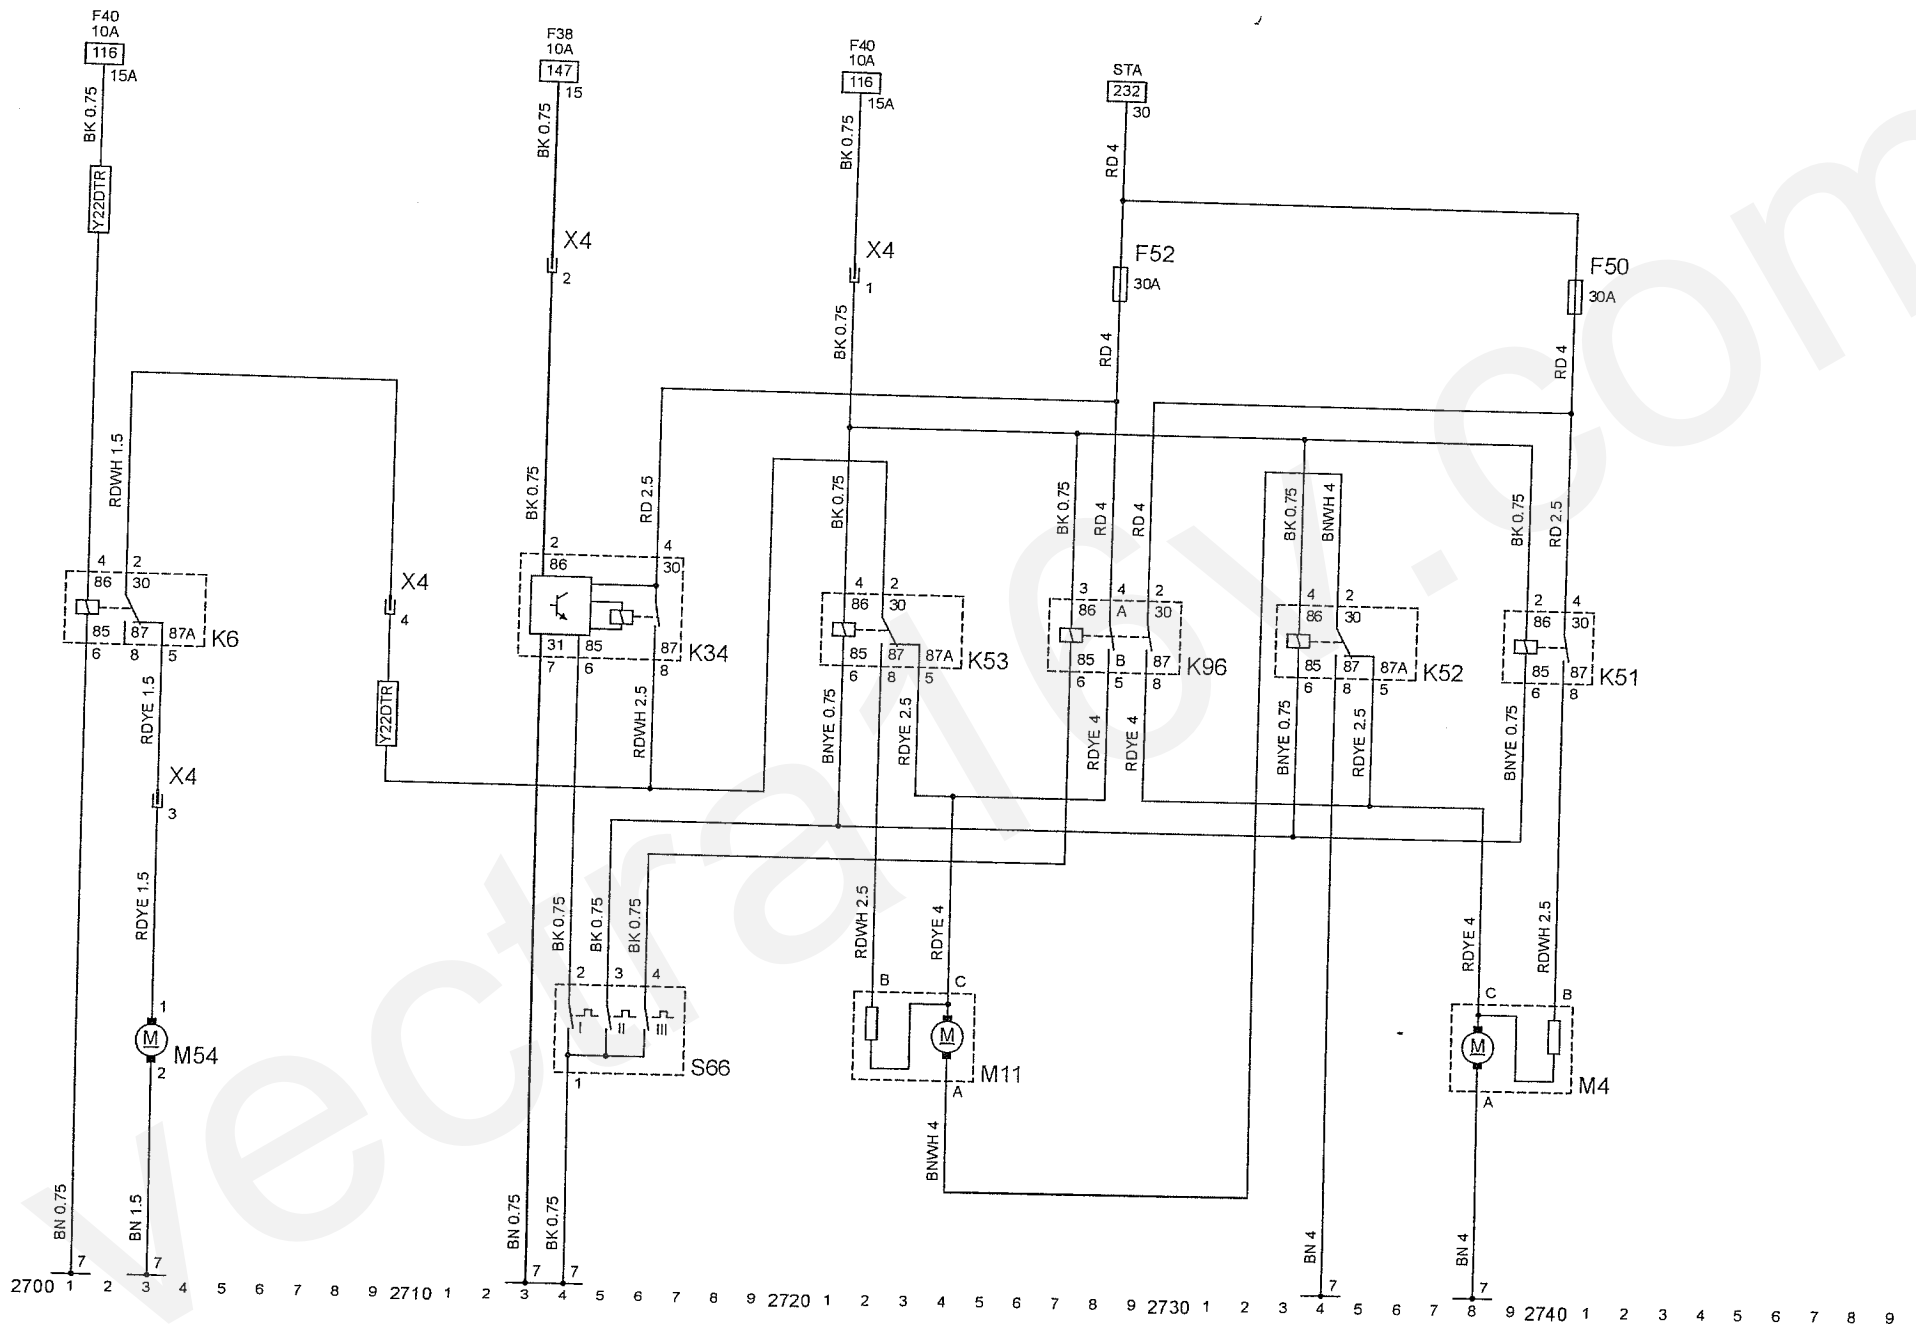 F40
10A
116
15A
F38
10A
147
15
F40
10A
116
15A
STA
232
30
BK 0.75
BK 0.75
BK 0.75
RD 4
Y22DTR
X4
2
X4
1
F52
30A
F50
30A
BK 0.75
RD 4
RD 4
RDWH 1.5
BK 0.75
RD 2.5
BK 0.75
BK 0.75
RD 4
RD 4
BK 0.75
BNWH 4
BK 0.75
RD 2.5
4 2
86 30
85 87 87A
K6
6 8 5
X4
4
2 4
86 30
31 85 87
K34
7 6 8
4 2
86 30
85 87 87A
K53
6 8 5
3 4 2
86 A 30
85 B 87
K96
6 5 8
4 2
86 30
85 87 87A
K52
6 8 5
2 4
86 30
85 87
K51
6 8
RDYE 1.5
Y22DTR
RDWH 2.5
BNYE 0.75
RDYE 2.5
RDYE 4
RDYE 4
BNYE 0.75
RDYE 2.5
BNYE 0.75
X4
3
RDYE 1.5
BK 0.75
BK 0.75
BK 0.75
RDWH 2.5
RDYE 4
RDYE 4
RDWH 2.5
1
M
M54
2
2 3 4
I II III
S66
1
B C
M
M11
A
C B
M
M4
A
BNWH 4
BN 0.75
BN 1.5
BN 0.75
BK 0.75
BN 4
BN 4
7 7 7 7 7 7
2700 1 2 3 4 5 6 7 8 9 2710 1 2 3 4 5 6 7 8 9 2720 1 2 3 4 5 6 7 8 9 2730 1 2 3 4 5 6 7 8 9 2740 1 2 3 4 5 6 7 8 9
vectra16v.com